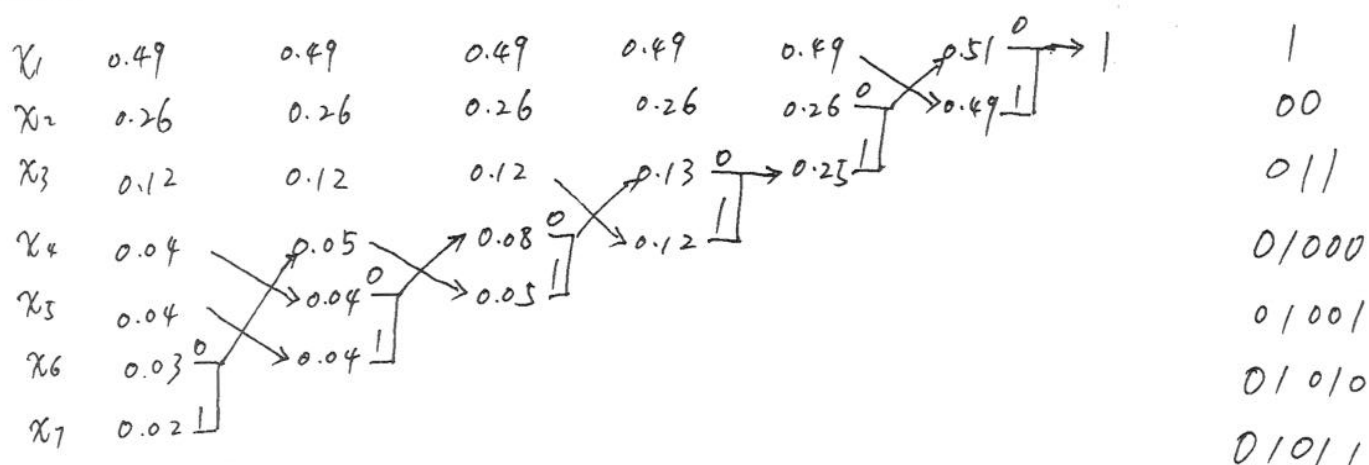 x1 0.49 0.49 0.49 0.49 0.49 0.51 0 1 1
x2 0.26 0.26 0.26 0.26 0.26 0 0.49 1 00
x3 0.12 0.12 0.12 0.13 0 0.25 1 011
x4 0.04 0.05 0.08 0 0.12 1 01000
x5 0.04 0.04 0 0.05 1 01001
x6 0.03 0 0.04 1 01010
x7 0.02 1 01011